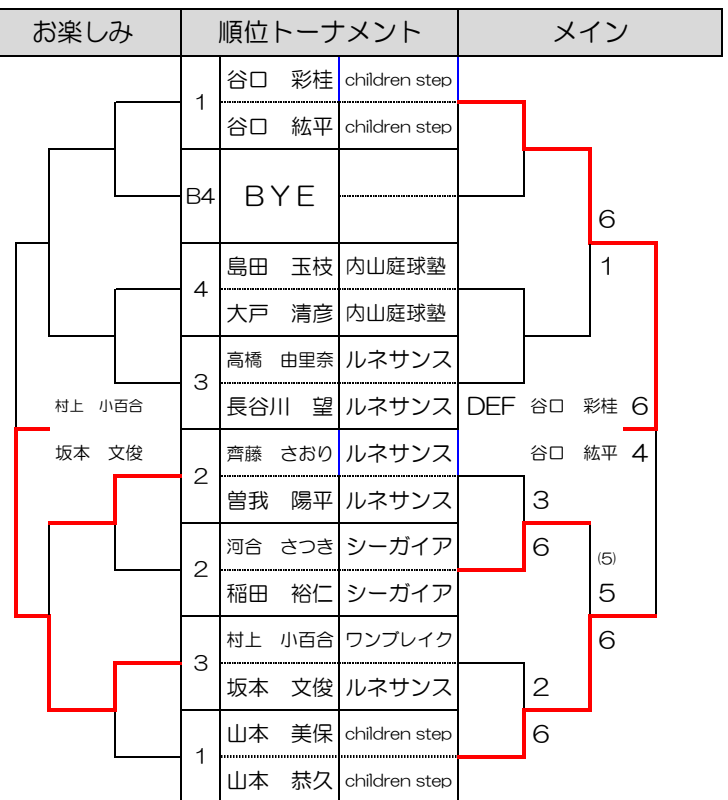 お楽しみ 順位トーナメント メイン
1 谷口 彩桂 children step
谷口 紘平 children step
B4 BYE
6
島田 玉枝 内山庭球塾 1
4
大戸 清彦 内山庭球塾
高橋 由里奈 ルネサンス
3
村上 小百合 長谷川 望 ルネサンス DEF 谷口 彩桂 6
坂本 文俊 齊藤 さおり ルネサンス 谷口 紘平 4
2
曽我 陽平 ルネサンス 3
河合 さつき シーガイア 6 (5)
2
稲田 裕仁 シーガイア 5
村上 小百合 ワンブレイク 6
3
坂本 文俊 ルネサンス 2
山本 美保 children step 6
1
山本 恭久 children step